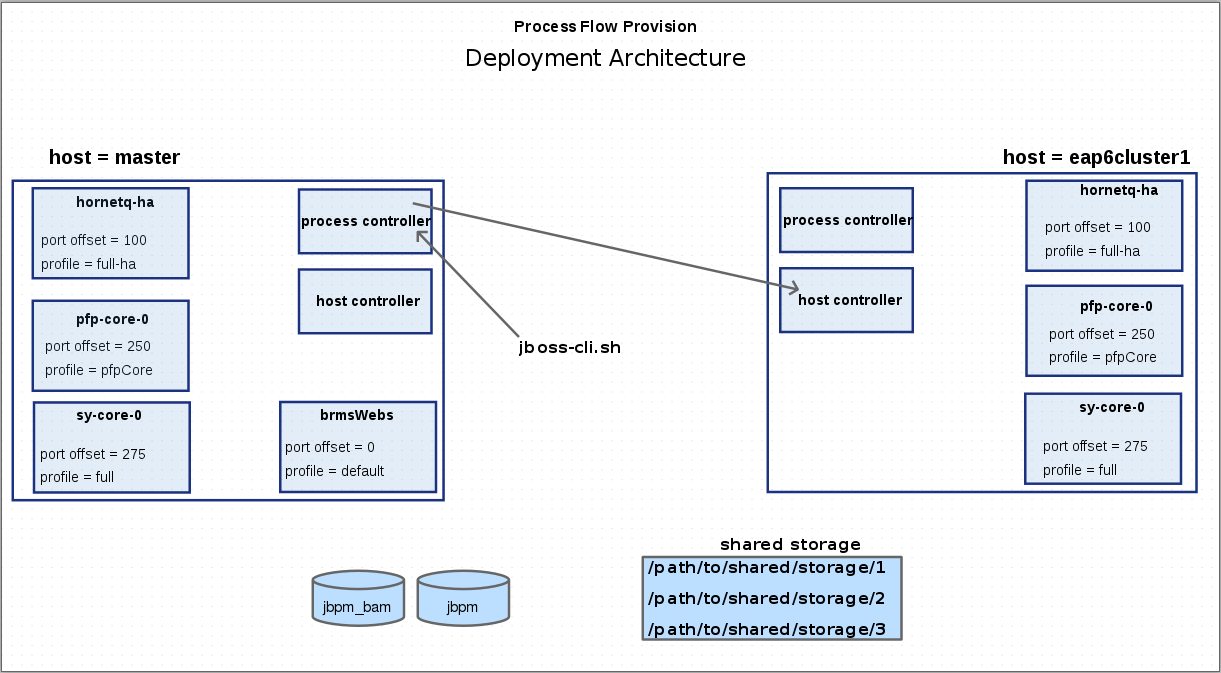 Process Flow Provision
Deployment Architecture
host = master
hornetq-ha
port offset = 100
profile = full-ha
pfp-core-0
port offset = 250
profile = pfpCore
sy-core-0
port offset = 275
profile = full
process controller
host controller
brmsWebs
port offset = 0
profile = default
jboss-cli.sh
host = eap6cluster1
process controller
host controller
hornetq-ha
port offset = 100
profile = full-ha
pfp-core-0
port offset = 250
profile = pfpCore
sy-core-0
port offset = 275
profile = full
jbpm_bam
jbpm
shared storage
/path/to/shared/storage/1
/path/to/shared/storage/2
/path/to/shared/storage/3